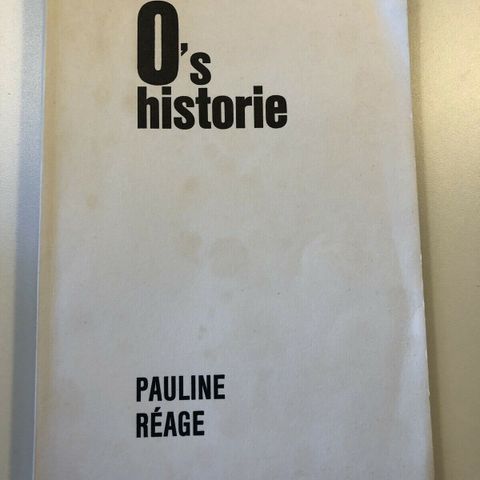 O's
historie
PAULINE
RÉAGE